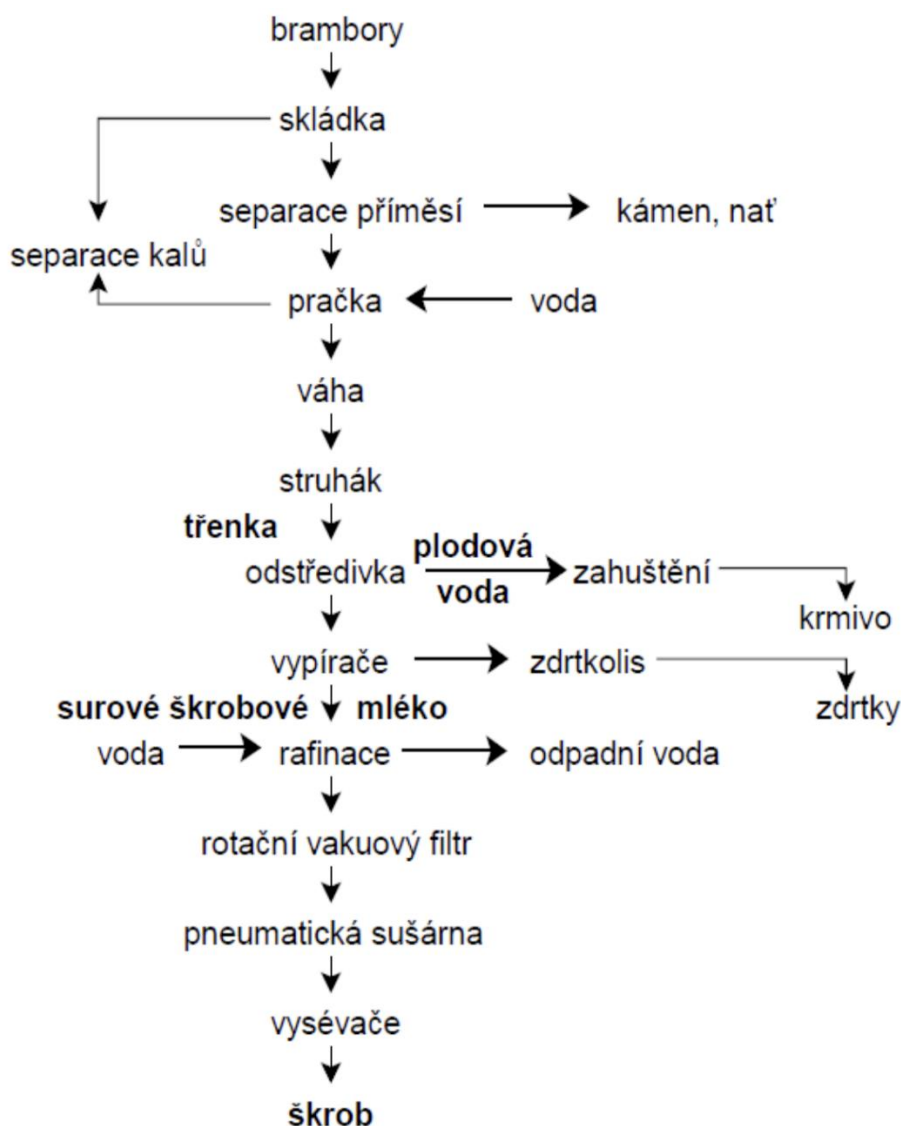 brambory
skládka
separace příměsí
kámen, nať
separace kalů
pračka
voda
váha
struhák
třenka
odstředivka
plodová
voda
zahuštění
krmivo
vypírače
zdrtkolis
zdrtky
surové škrobové mléko
voda
rafinace
odpadní voda
rotační vakuový filtr
pneumatická sušárna
vysévače
škrob